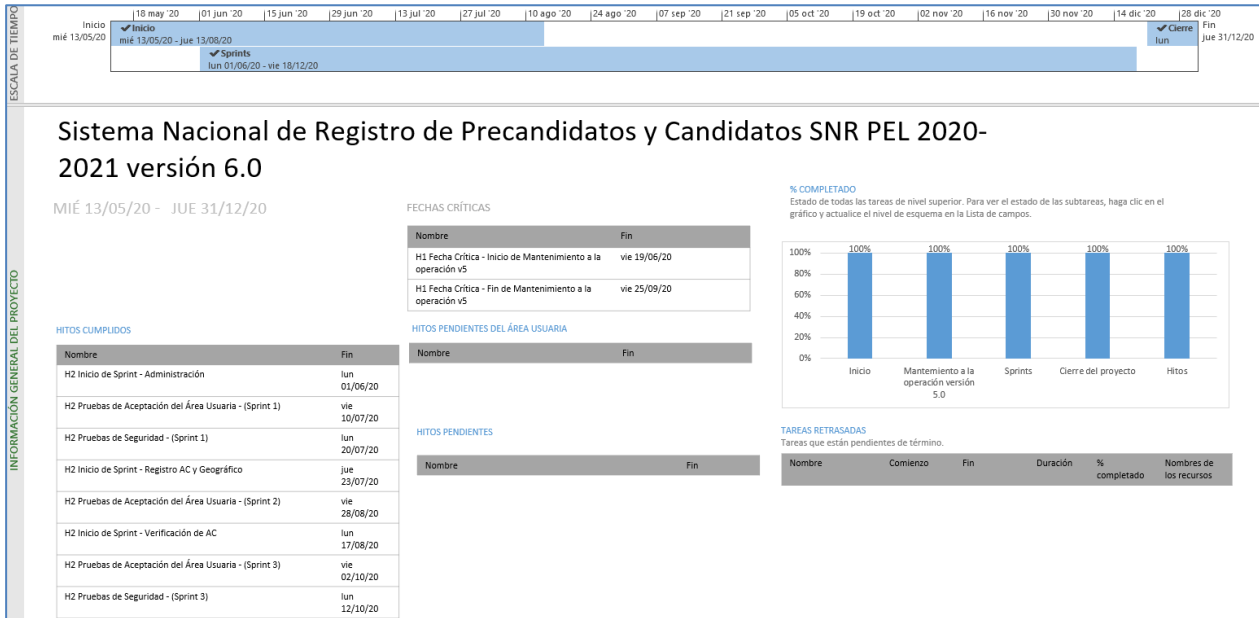 ESCALA DE TIEMPO
18 may '20 01 jun '20 15 jun '20 29 jun '20 13 jul '20 27 jul '20 10 ago '20 24 ago '20 07 sep '20 21 sep '20 05 oct '20 19 oct '20 02 nov '20 16 nov '20 30 nov '20 14 dic '20 28 dic '20
Inicio
mié 13/05/20
Inicio
mié 13/05/20 - jue 13/08/20
Sprints
lun 01/06/20 - vie 18/12/20
Cierre
lun
Fin
jue 31/12/20
INFORMACIÓN GENERAL DEL PROYECTO
Sistema Nacional de Registro de Precandidatos y Candidatos SNR PEL 2020-
2021 versión 6.0
MIÉ 13/05/20 - JUE 31/12/20
FECHAS CRÍTICAS
Nombre Fin
H1 Fecha Crítica - Inicio de Mantenimiento a la vie 19/06/20
operación v5
H1 Fecha Crítica - Fin de Mantenimiento a la vie 25/09/20
operación v5
HITOS CUMPLIDOS
Nombre Fin
H2 Inicio de Sprint - Administración lun
01/06/20
H2 Pruebas de Aceptación del Área Usuaria - (Sprint 1) vie
10/07/20
H2 Pruebas de Seguridad - (Sprint 1) lun
20/07/20
H2 Inicio de Sprint - Registro AC y Geográfico jue
23/07/20
H2 Pruebas de Aceptación del Área Usuaria - (Sprint 2) vie
28/08/20
H2 Inicio de Sprint - Verificación de AC lun
17/08/20
H2 Pruebas de Aceptación del Área Usuaria - (Sprint 3) vie
02/10/20
H2 Pruebas de Seguridad - (Sprint 3) lun
12/10/20
HITOS PENDIENTES DEL ÁREA USUARIA
Nombre Fin
HITOS PENDIENTES
Nombre Fin
% COMPLETADO
Estado de todas las tareas de nivel superior. Para ver el estado de las subtareas, haga clic en el
gráfico y actualice el nivel de esquema en la Lista de campos.
100% 100% 100% 100% 100%
100%
80%
60%
40%
20%
0%
Inicio Mantemiento a la Sprints Cierre del proyecto Hitos
operación versión
5.0
TAREAS RETRASADAS
Tareas que están pendientes de término.
Nombre Comienzo Fin Duración % Nombres de
completado los recursos